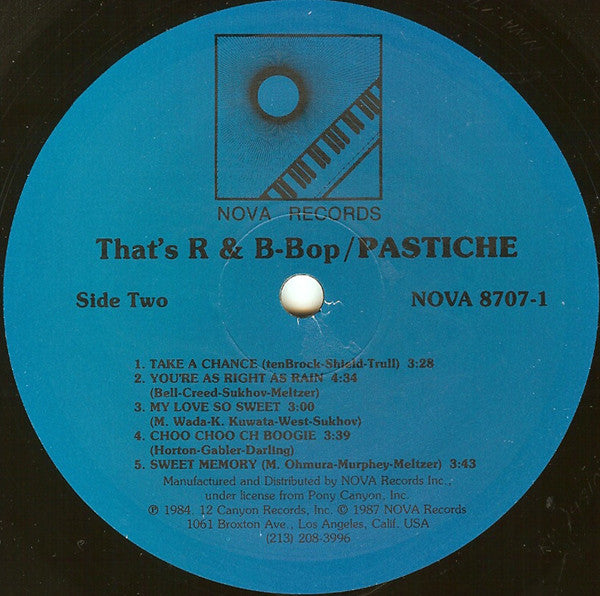 NOVA RECORDS
That's R & B-Bop/PASTICHE
Side Two
NOVA 8707-1
1. TAKE A CHANCE (tenBrock-Shield-Trull) 3:28
2. YOU'RE AS RIGHT AS RAIN 4:34
(Bell-Creed-Sukhov-Meltzer)
3. MY LOVE SO SWEET 3:00
(M. Wada-K. Kuwata-West-Sukhov)
4. CHOO CHOO CH BOOGIE 3:39
(Horton-Gabler-Darling)
5. SWEET MEMORY (M. Ohmura-Murphey-Meltzer) 3:43
Manufactured and Distributed by NOVA Records Inc.,
under license from Pony Canyon, Inc.
℗ 1984, 12 Canyon Records, Inc. © 1987 NOVA Records
1061 Broxton Ave., Los Angeles, Calif. USA
(213) 208-3996